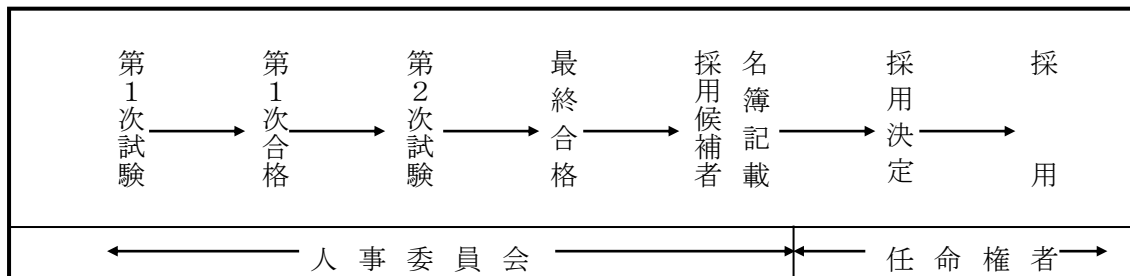 第１次試験
第１次合格
第２次試験
最終合格
採用候補者
名簿記載
採用決定
採用
人事委員会
任命権者